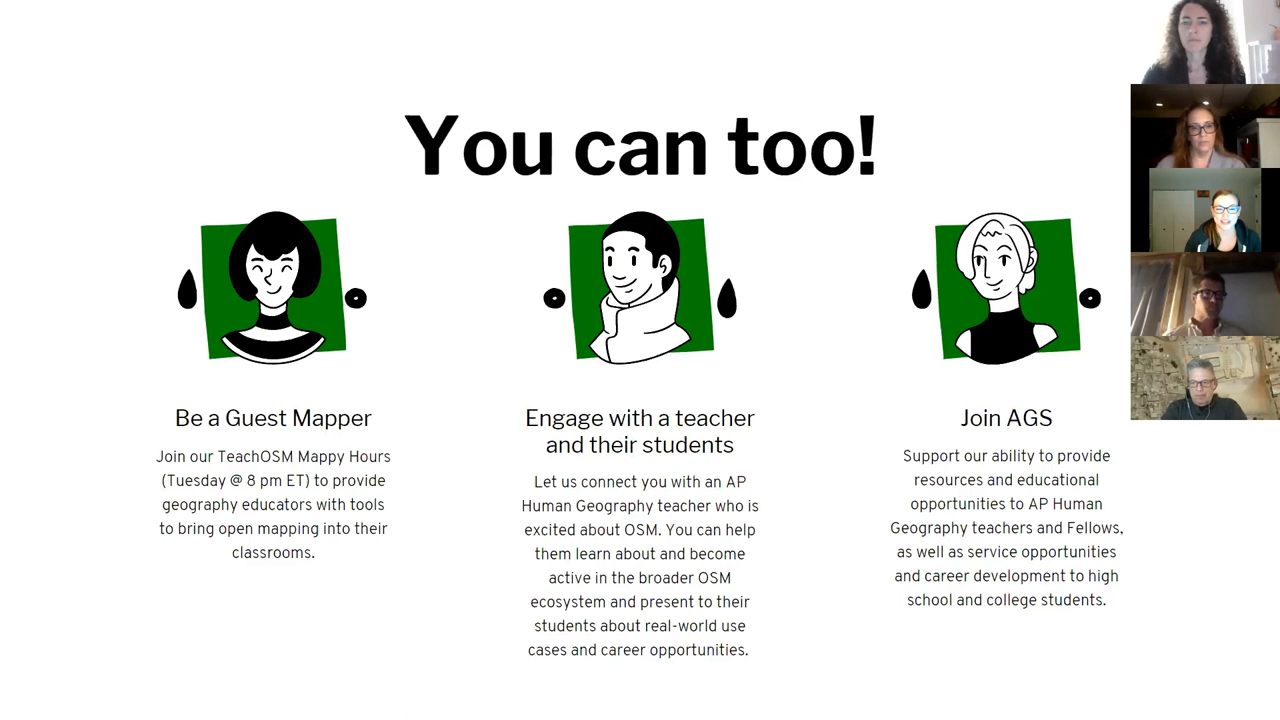 You can too!
Be a Guest Mapper
Join our TeachOSM Mappy Hours
(Tuesday @ 8 pm ET) to provide
geography educators with tools
to bring open mapping into their
classrooms.
Engage with a teacher
and their students
Let us connect you with an AP
Human Geography teacher who is
excited about OSM. You can help
them learn about and become
active in the broader OSM
ecosystem and present to their
students about real-world use
cases and career opportunities.
Join AGS
Support our ability to provide
resources and educational
opportunities to AP Human
Geography teachers and Fellows,
as well as service opportunities
and career development to high
school and college students.